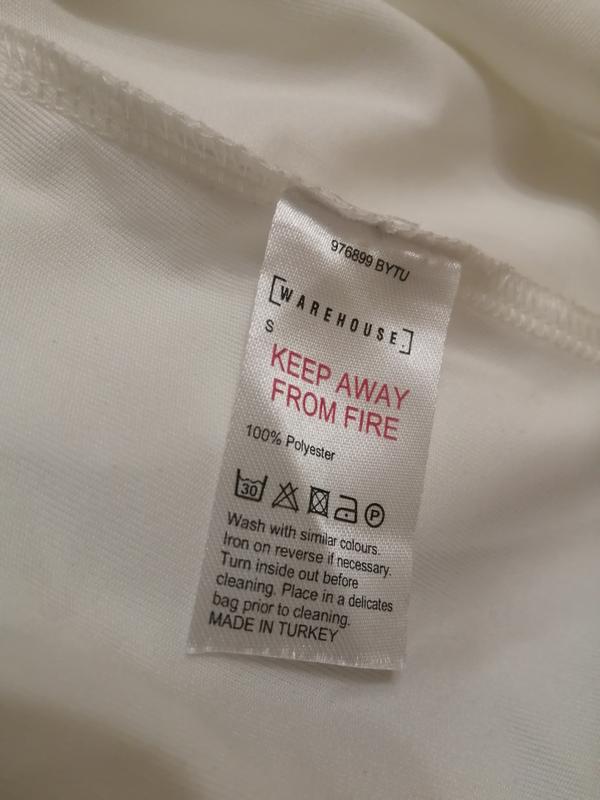 976899 BYTU
[WAREHOUSE]
S
KEEP AWAY
FROM FIRE
100% Polyester
30 P
Wash with similar colours.
Iron on reverse if necessary.
Turn inside out before
cleaning. Place in a delicates
bag prior to cleaning.
MADE IN TURKEY